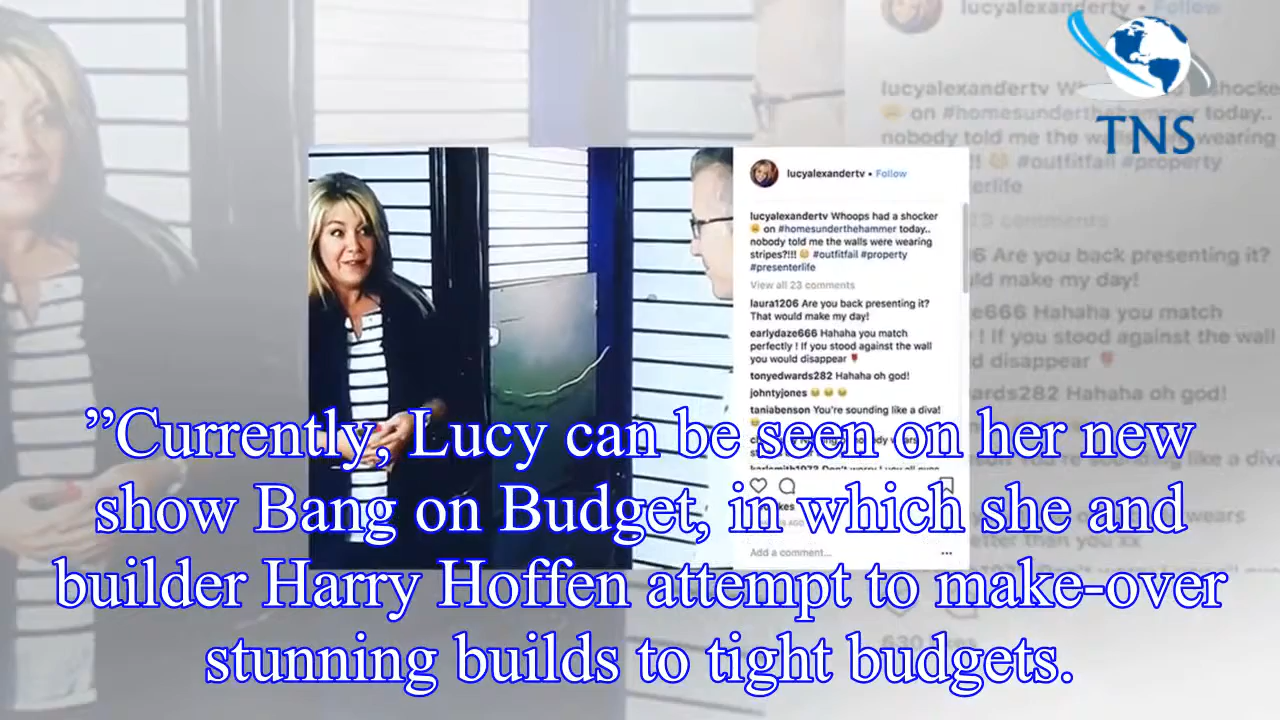 lucyalexandertv • Follow
TNS
lucyalexandertv • Follow
lucyalexandertv Whoops had a shocker
😬 on #homesunderthehammer today..
nobody told me the walls were wearing
stripes?!!! #outfitfail #property
#presenterlife
View all 23 comments
laura1206 Are you back presenting it?
That would make my day!
earlydaze666 Hahaha you match
perfectly ! If you stood against the wall
you would disappear 🌹
tonyedwards282 Hahaha oh god!
johntyjones 😂 😂 😂
taniabenson You're sounding like a diva!
Add a comment...
”Currently, Lucy can be seen on her new
show Bang on Budget, in which she and
builder Harry Hoffen attempt to make-over
stunning builds to tight budgets.